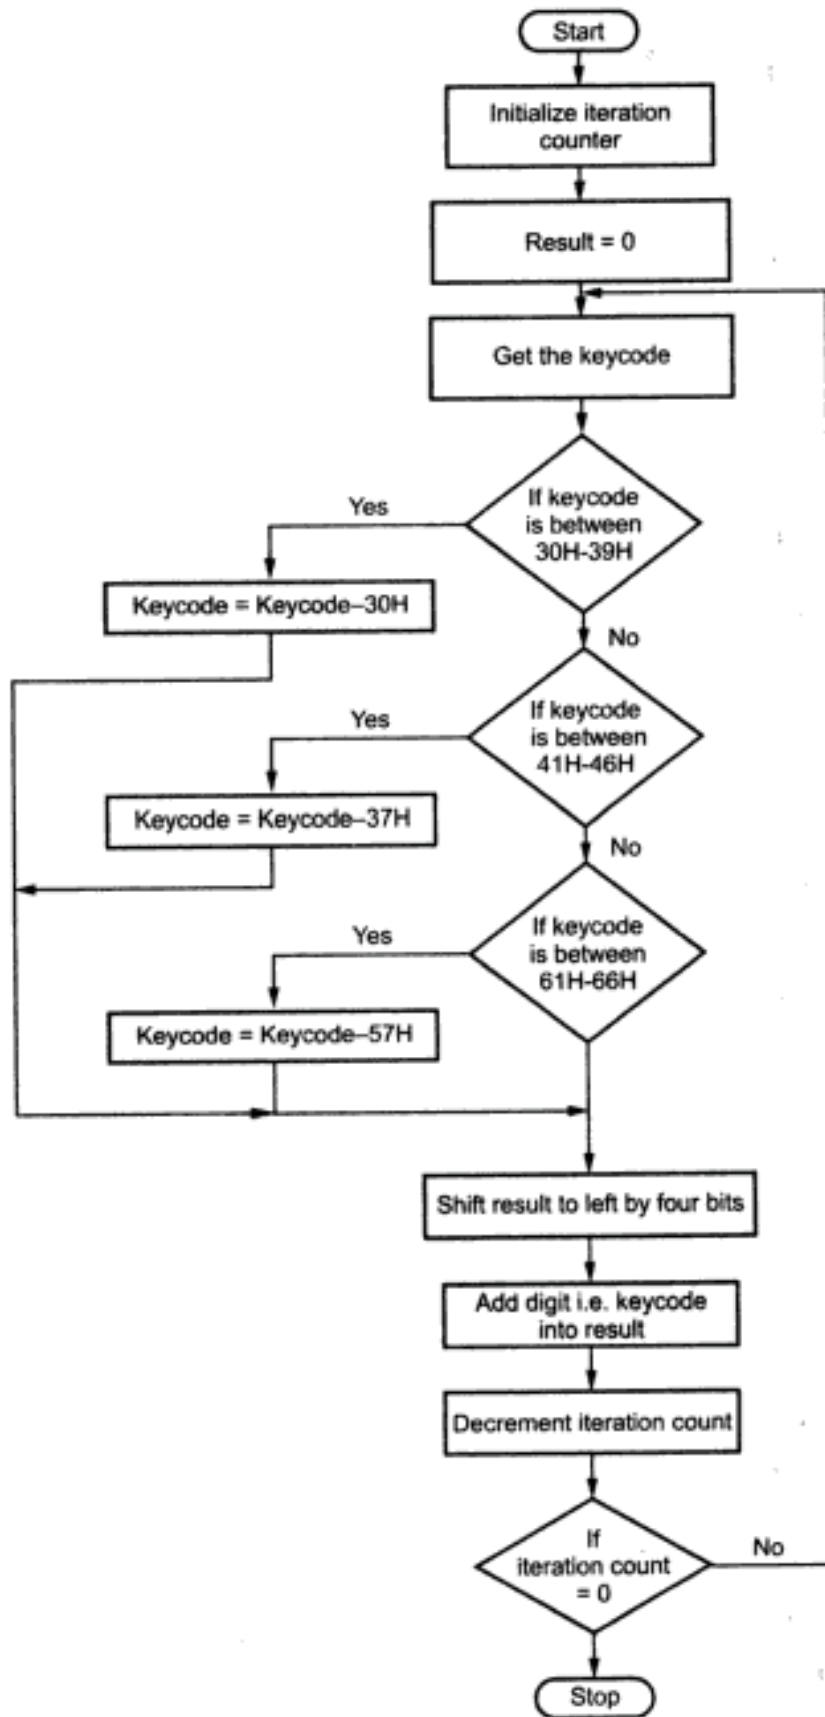 Start
Initialize iteration
counter
Result = 0
Get the keycode
If keycode
is between
30H-39H
Yes
Keycode = Keycode–30H
No
If keycode
is between
41H-46H
Yes
Keycode = Keycode–37H
No
If keycode
is between
61H-66H
Yes
Keycode = Keycode–57H
Shift result to left by four bits
Add digit i.e. keycode
into result
Decrement iteration count
If
iteration count
= 0
No
Stop